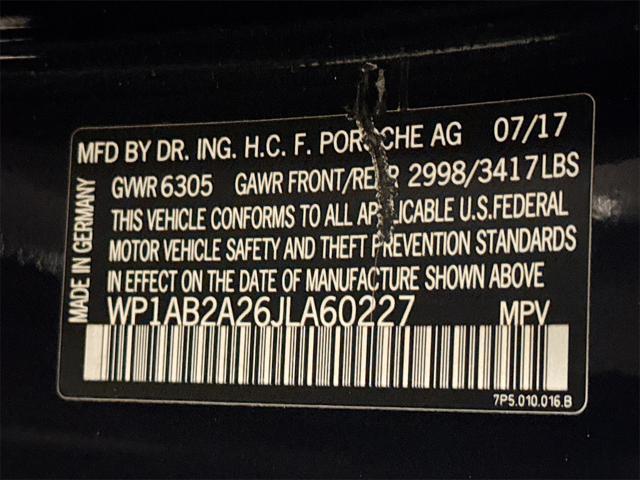 MFD BY DR. ING. H.C. F. PORSCHE AG 07/17
GVWR 6305 GAWR FRONT/REAR 2998/3417LBS
THIS VEHICLE CONFORMS TO ALL APPLICABLE U.S.FEDERAL
MOTOR VEHICLE SAFETY AND THEFT PREVENTION STANDARDS
IN EFFECT ON THE DATE OF MANUFACTURE SHOWN ABOVE
WP1AB2A26JLA60227 MPV
7P5.010.016.B
MADE IN GERMANY